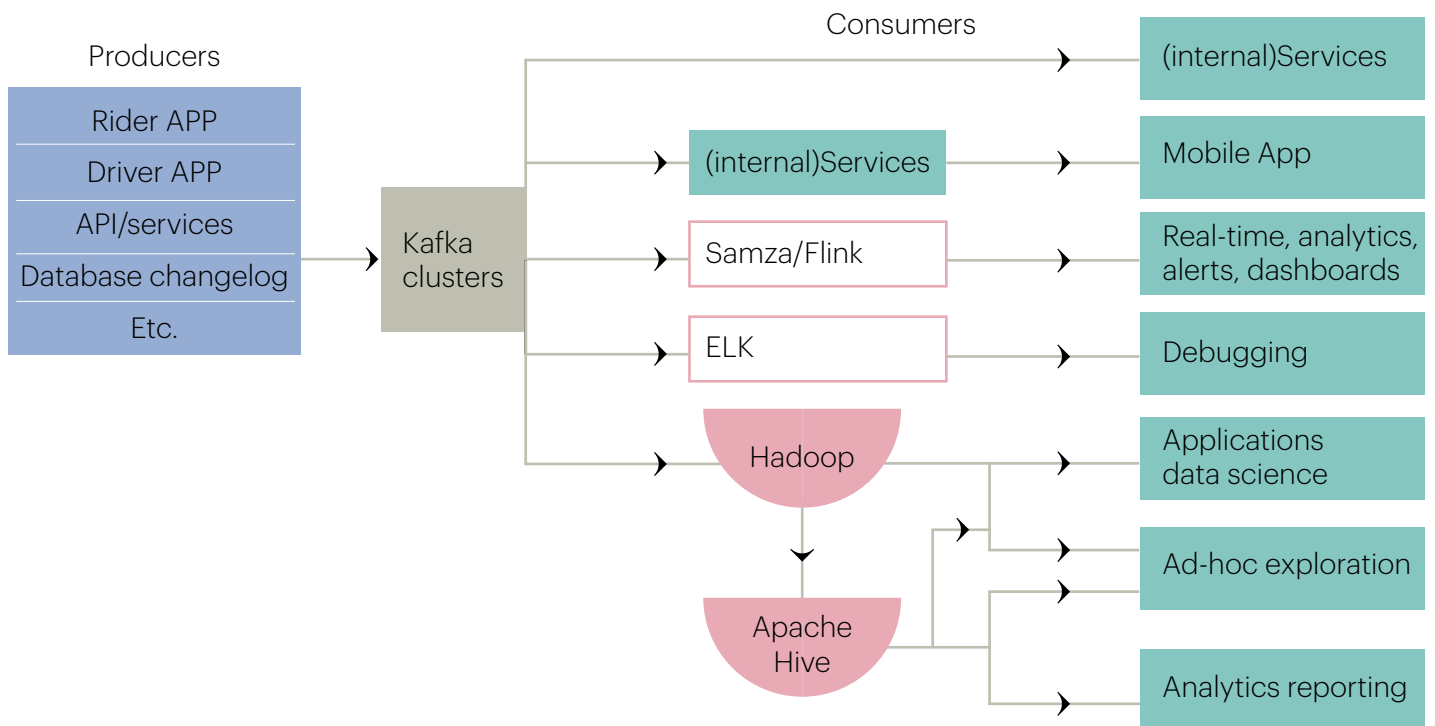 Consumers
Producers
Rider APP
Driver APP
API/services
Database changelog
Etc.
Kafka
clusters
(internal)Services
Samza/Flink
ELK
Hadoop
Apache
Hive
(internal)Services
Mobile App
Real-time, analytics,
alerts, dashboards
Debugging
Applications
data science
Ad-hoc exploration
Analytics reporting